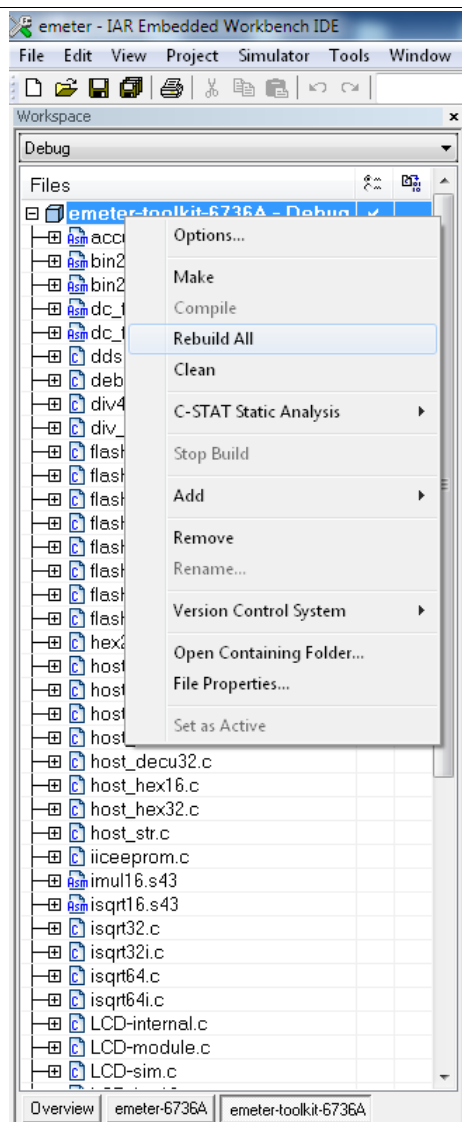 emeter - IAR Embedded Workbench IDE
File Edit View Project Simulator Tools Window
Workspace
Debug
Files
emeter-toolkit-6736A - Debug
Asm acc
Asm bin2
Asm bin2
Asm dc_f
Asm dc_f
c dds
c deb
c div4
c div_
c flash
c flash
c flash
c flash
c flash
c flash
c flash
c flash
c hex2
c host
c host
c host
c host_
c host_decu32.c
c host_hex16.c
c host_hex32.c
c host_str.c
c iiceeprom.c
Asm imul16.s43
Asm isqrt16.s43
c isqrt32.c
c isqrt32i.c
c isqrt64.c
c isqrt64i.c
c LCD-internal.c
c LCD-module.c
c LCD-sim.c
Options...
Make
Compile
Rebuild All
Clean
C-STAT Static Analysis
Stop Build
Add
Remove
Rename...
Version Control System
Open Containing Folder...
File Properties...
Set as Active
Overview emeter-6736A emeter-toolkit-6736A